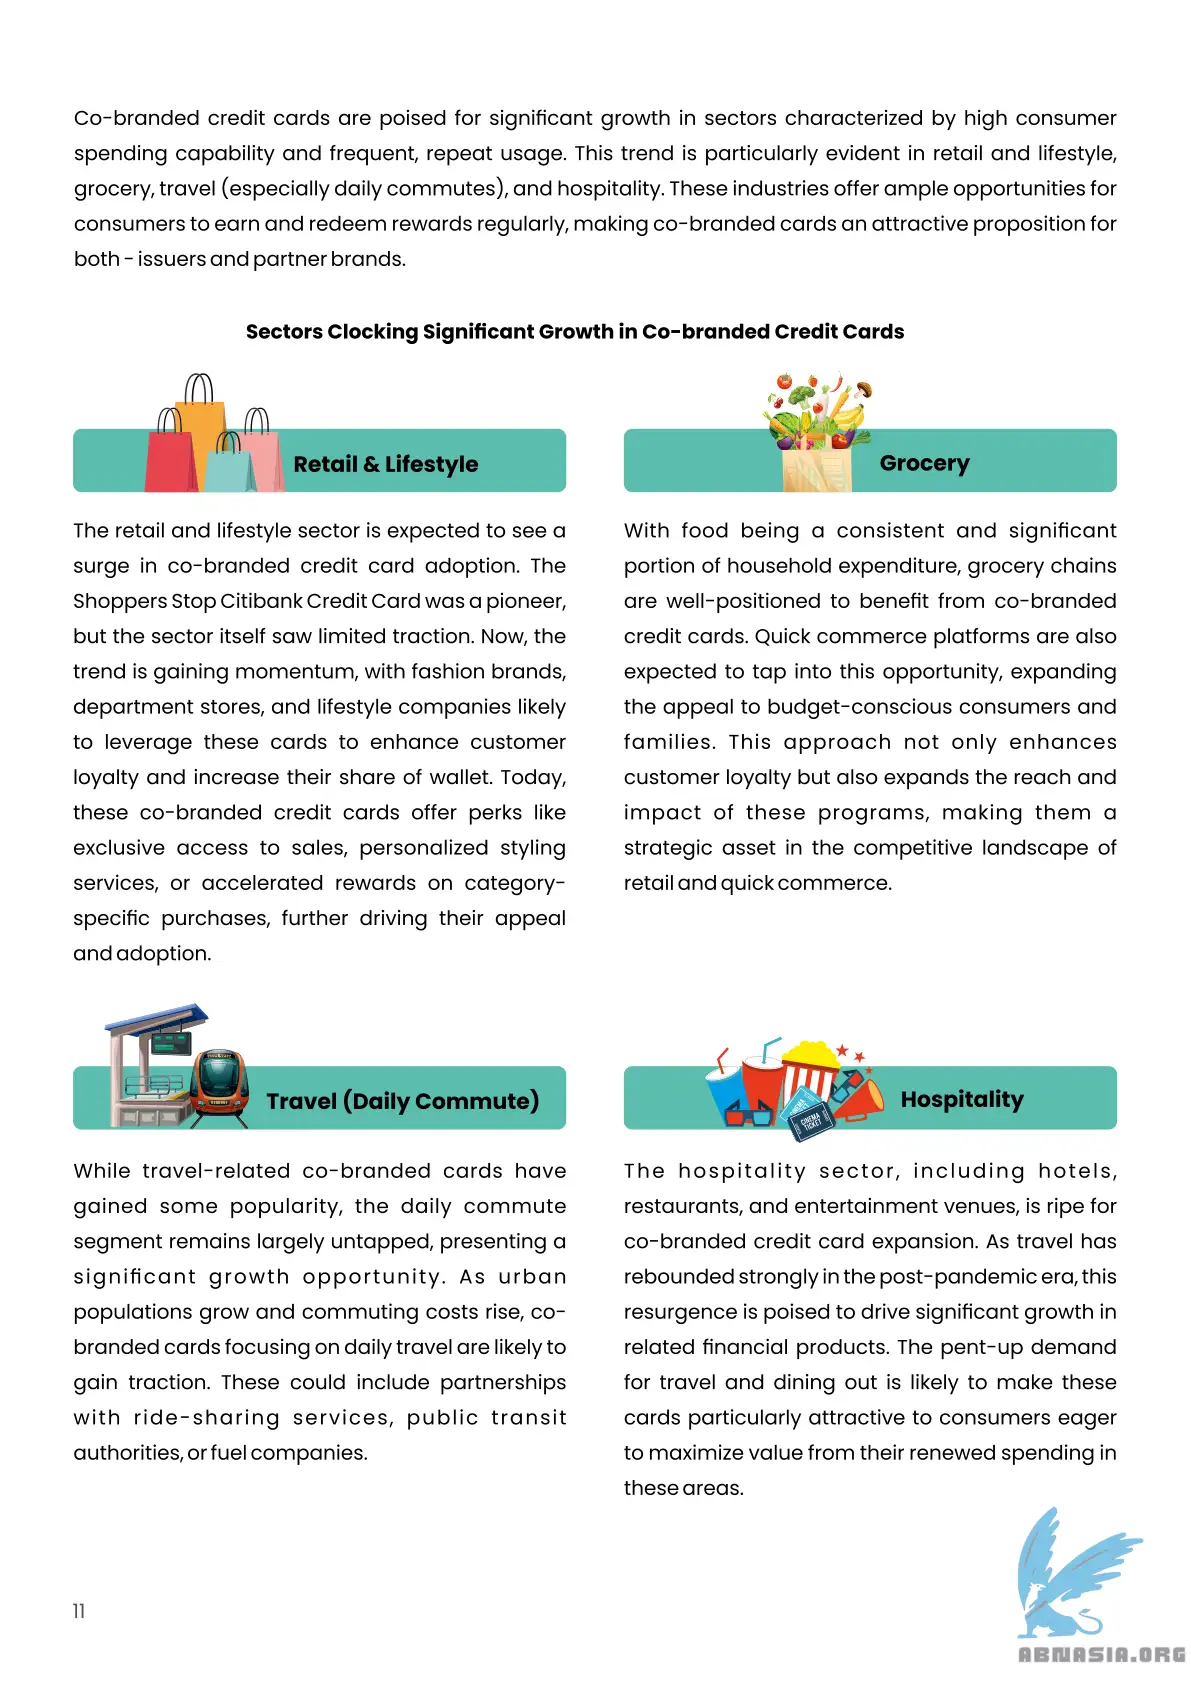 Co-branded credit cards are poised for significant growth in sectors characterized by high consumer
spending capability and frequent, repeat usage. This trend is particularly evident in retail and lifestyle,
grocery, travel (especially daily commutes), and hospitality. These industries offer ample opportunities for
consumers to earn and redeem rewards regularly, making co-branded cards an attractive proposition for
both - issuers and partner brands.
Sectors Clocking Significant Growth in Co-branded Credit Cards
Retail & Lifestyle
The retail and lifestyle sector is expected to see a
surge in co-branded credit card adoption. The
Shoppers Stop Citibank Credit Card was a pioneer,
but the sector itself saw limited traction. Now, the
trend is gaining momentum, with fashion brands,
department stores, and lifestyle companies likely
to leverage these cards to enhance customer
loyalty and increase their share of wallet. Today,
these co-branded credit cards offer perks like
exclusive access to sales, personalized styling
services, or accelerated rewards on category-
specific purchases, further driving their appeal
and adoption.
Grocery
With food being a consistent and significant
portion of household expenditure, grocery chains
are well-positioned to benefit from co-branded
credit cards. Quick commerce platforms are also
expected to tap into this opportunity, expanding
the appeal to budget-conscious consumers and
families. This approach not only enhances
customer loyalty but also expands the reach and
impact of these programs, making them a
strategic asset in the competitive landscape of
retail and quick commerce.
Travel (Daily Commute)
While travel-related co-branded cards have
gained some popularity, the daily commute
segment remains largely untapped, presenting a
significant growth opportunity. As urban
populations grow and commuting costs rise, co-
branded cards focusing on daily travel are likely to
gain traction. These could include partnerships
with ride-sharing services, public transit
authorities, or fuel companies.
CINEMA
TICKET
Hospitality
The hospitality sector, including hotels,
restaurants, and entertainment venues, is ripe for
co-branded credit card expansion. As travel has
rebounded strongly in the post-pandemic era, this
resurgence is poised to drive significant growth in
related financial products. The pent-up demand
for travel and dining out is likely to make these
cards particularly attractive to consumers eager
to maximize value from their renewed spending in
these areas.
11
ABNASIA.ORG